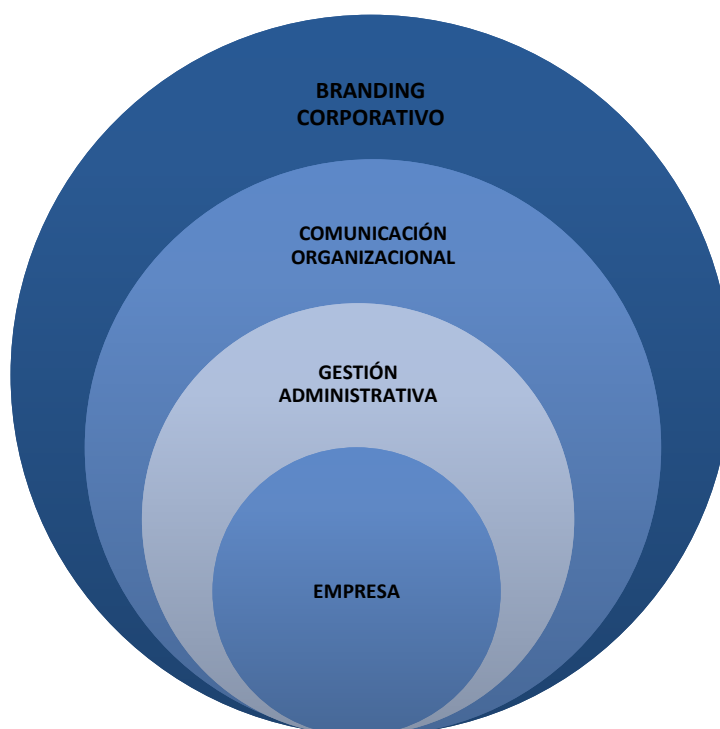 BRANDING
CORPORATIVO
COMUNICACIÓN
ORGANIZACIONAL
GESTIÓN
ADMINISTRATIVA
EMPRESA